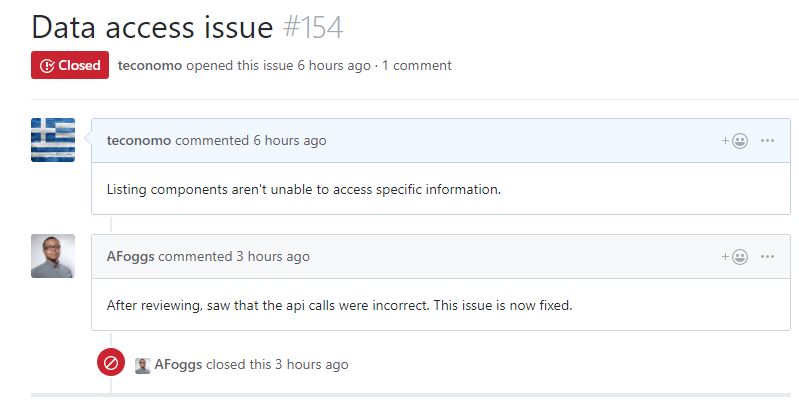 Data access issue #154
Closed teconomo opened this issue 6 hours ago · 1 comment
teconomo commented 6 hours ago
Listing components aren't unable to access specific information.
AFoggs commented 3 hours ago
After reviewing, saw that the api calls were incorrect. This issue is now fixed.
AFoggs closed this 3 hours ago